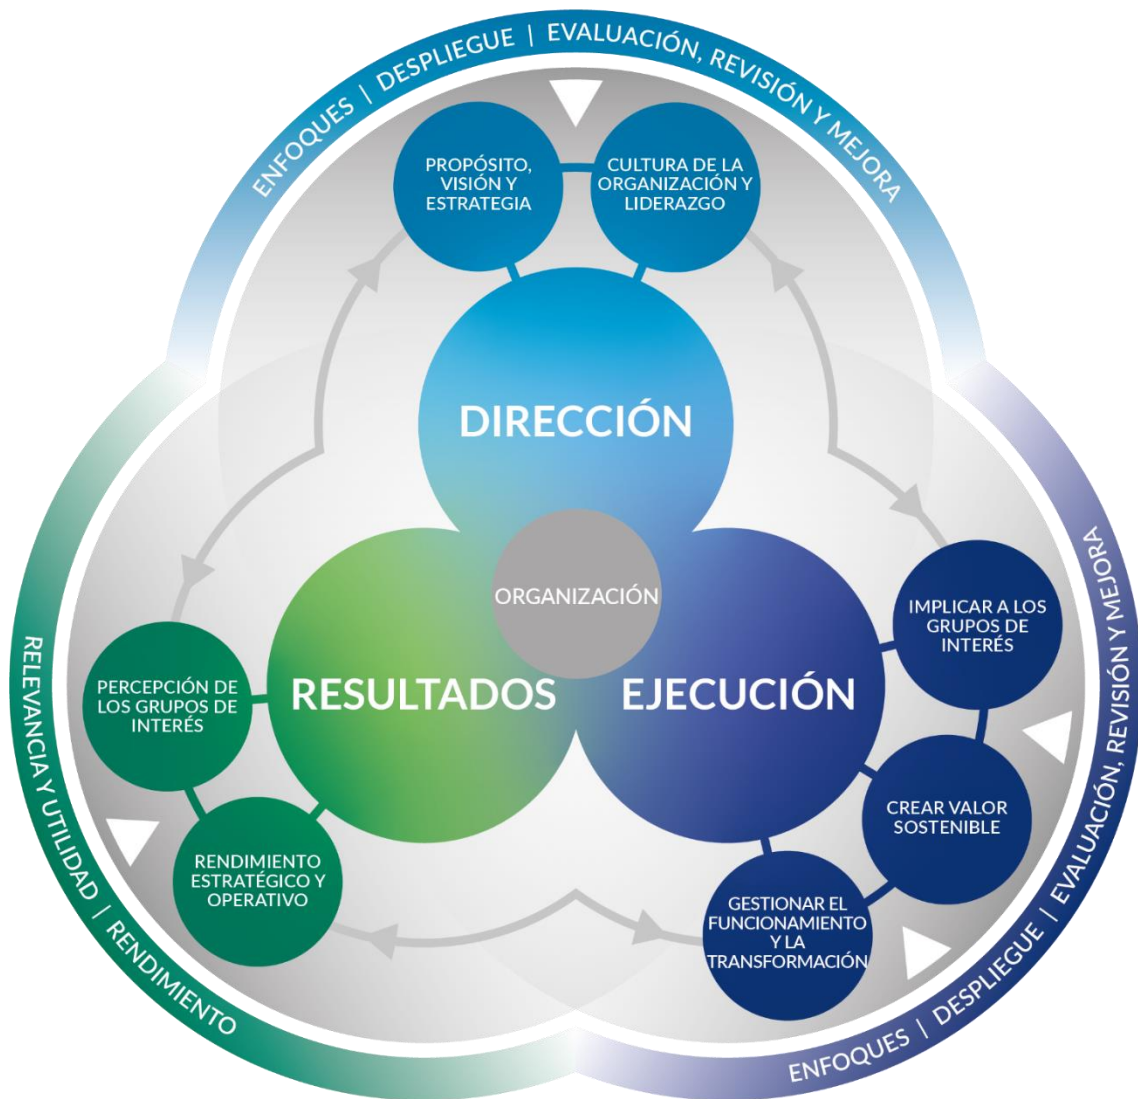 ENFOQUES | DESPLIEGUE | EVALUACIÓN, REVISIÓN Y MEJORA
PROPÓSITO,
VISIÓN Y
ESTRATEGIA
CULTURA DE LA
ORGANIZACIÓN Y
LIDERAZGO
DIRECCIÓN
ORGANIZACIÓN
RESULTADOS
EJECUCIÓN
IMPLICAR A LOS
GRUPOS DE
INTERÉS
CREAR VALOR
SOSTENIBLE
GESTIONAR EL
FUNCIONAMIENTO
Y LA
TRANSFORMACIÓN
PERCEPCIÓN DE
LOS GRUPOS DE
INTERÉS
RENDIMIENTO
ESTRATÉGICO Y
OPERATIVO
RELEVANCIA Y UTILIDAD | RENDIMIENTO
ENFOQUES | DESPLIEGUE | EVALUACIÓN, REVISIÓN Y MEJORA